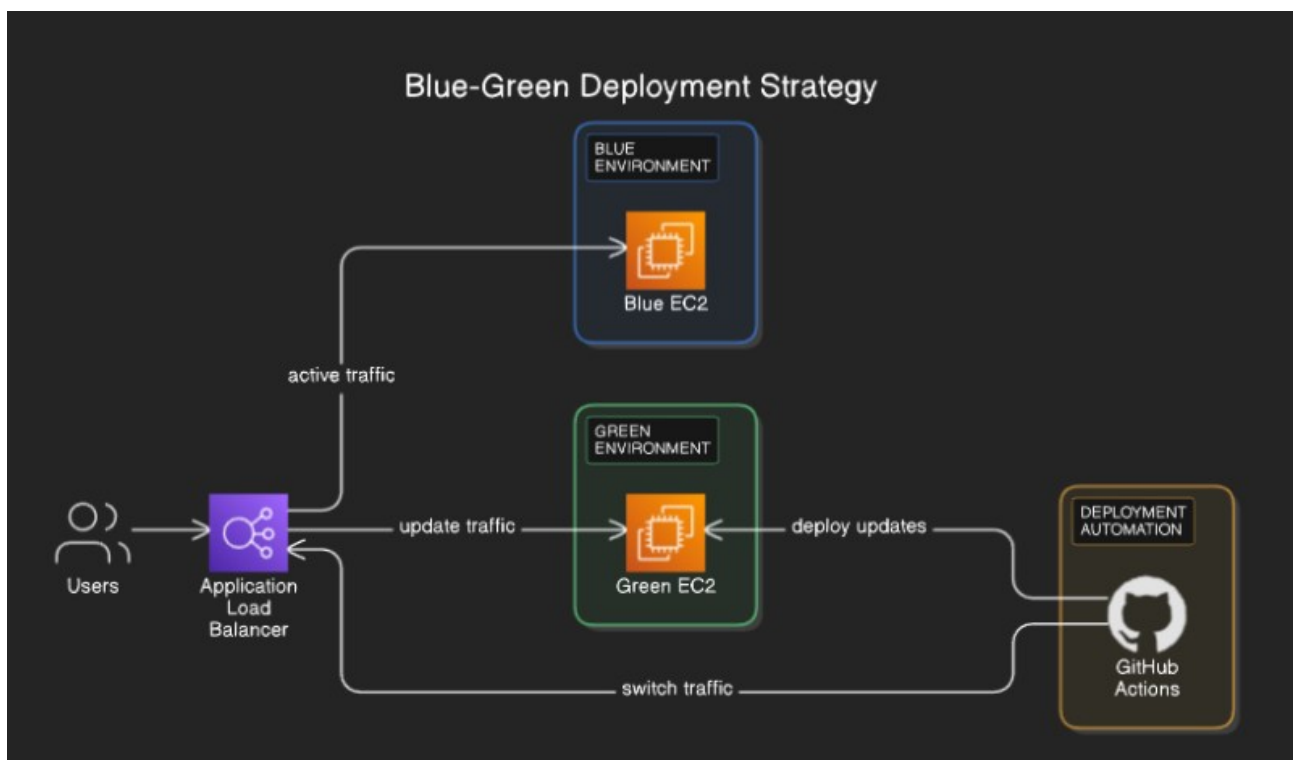 Blue-Green Deployment Strategy
BLUE
ENVIRONMENT
Blue EC2
active traffic
GREEN
ENVIRONMENT
Green EC2
update traffic
deploy updates
DEPLOYMENT
AUTOMATION
GitHub
Actions
Users
Application
Load
Balancer
switch traffic